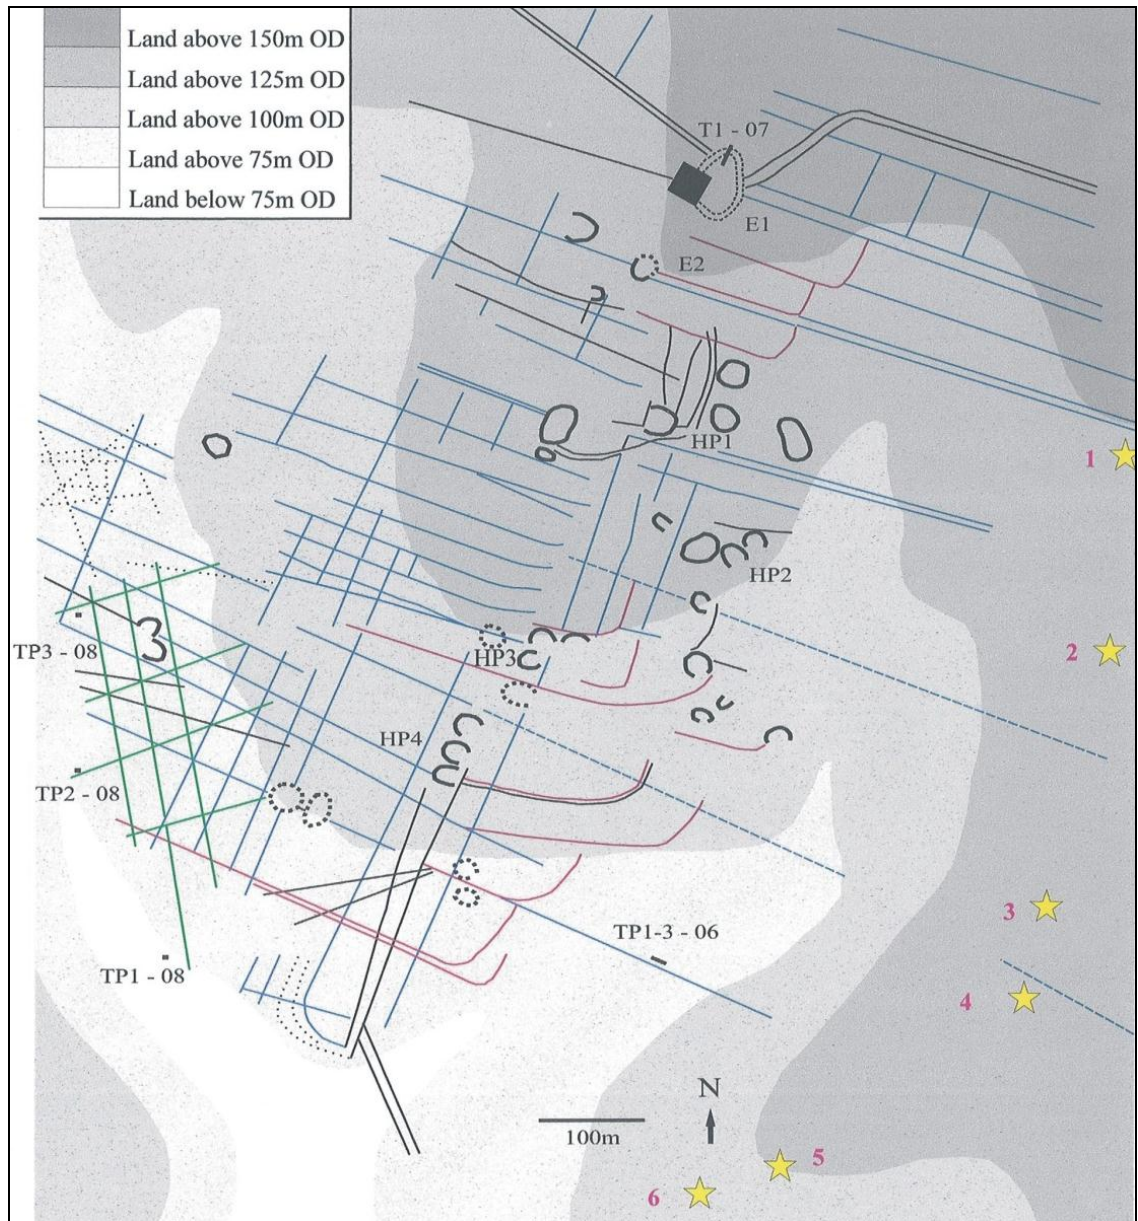 Land above 150m OD
Land above 125m OD
Land above 100m OD
Land above 75m OD
Land below 75m OD
T1 - 07
E1
E2
HP1
1
HP2
2
TP3 - 08
HP3
HP4
TP2 - 08
3
TP1-3 - 06
TP1 - 08
4
N
100m
5
6